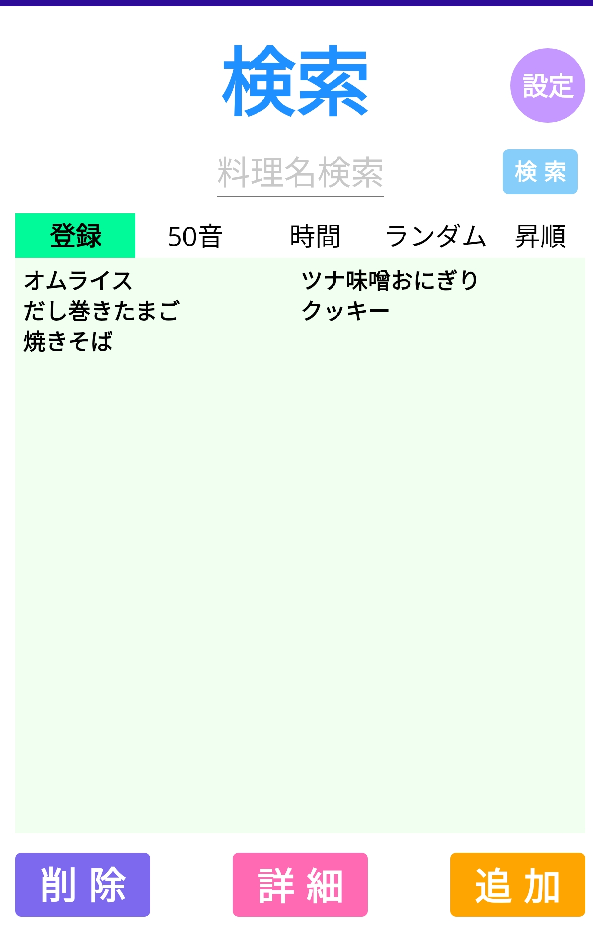 検索
設定
料理名検索
検索
登録 50音 時間 ランダム 昇順
オムライス ツナ味噌おにぎり
だし巻きたまご クッキー
焼きそば
削除 詳細 追加